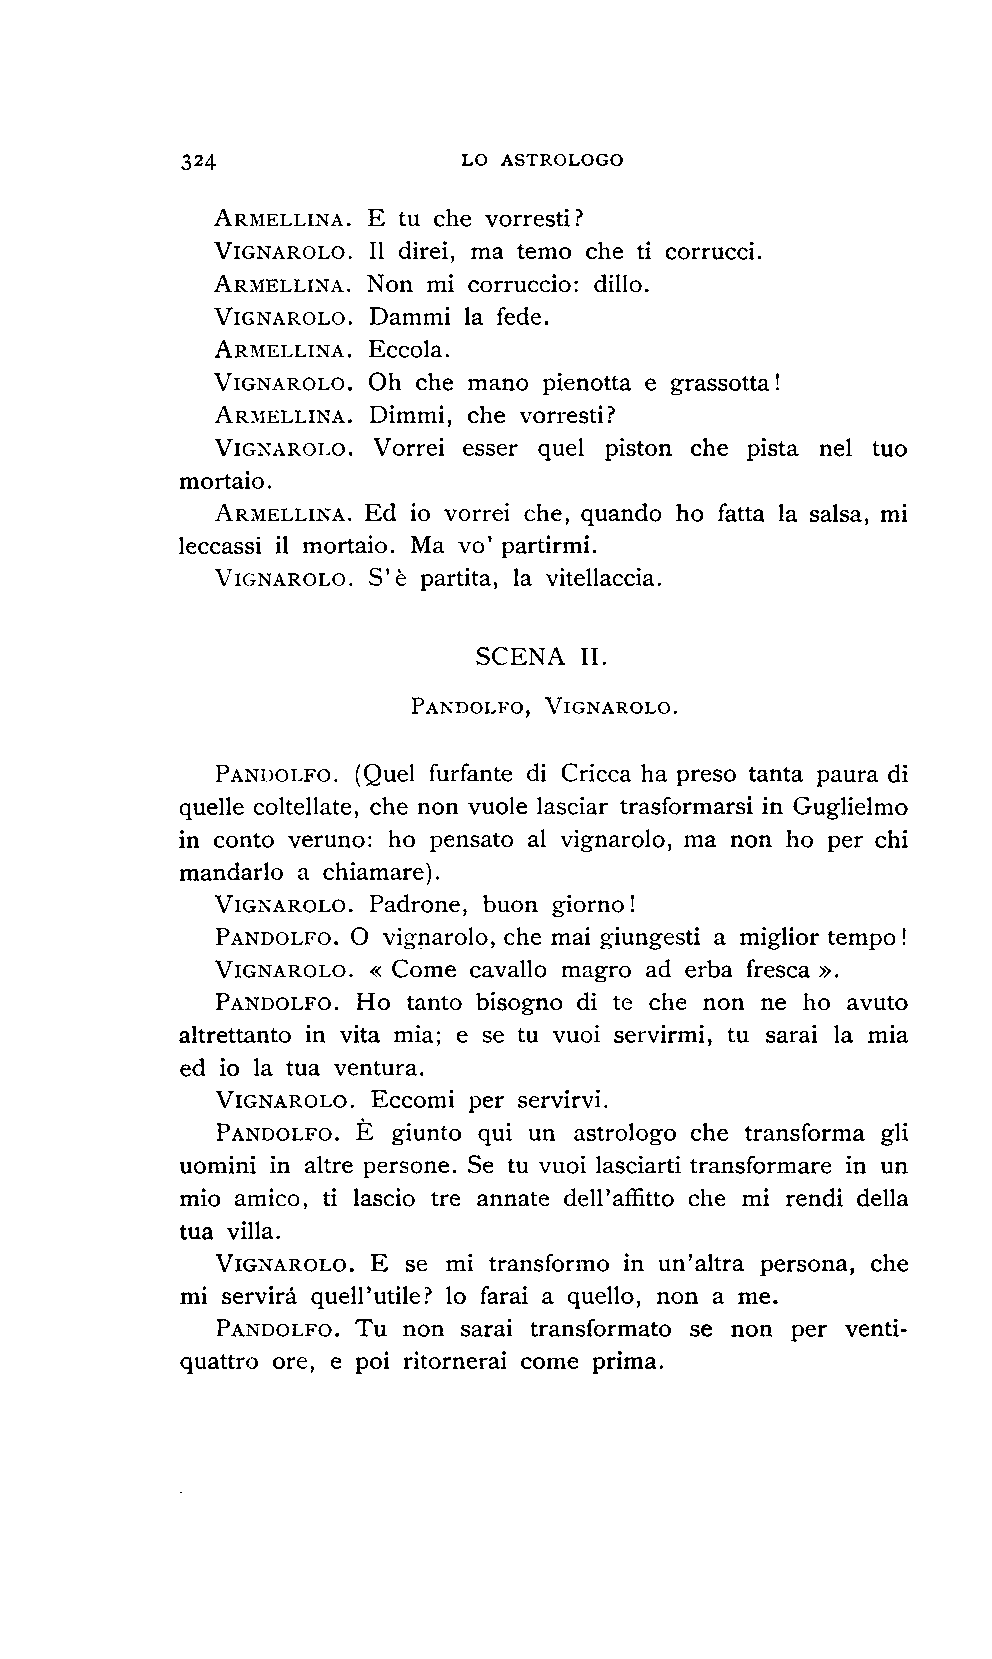 324 LO ASTROLOGO
ARMELLINA. E tu che vorresti?
VIGNAROLO. Il direi, ma temo che ti corrucci.
ARMELLINA. Non mi corruccio: dillo.
VIGNAROLO. Dammi la fede.
ARMELLINA. Eccola.
VIGNAROLO. Oh che mano pienotta e grassotta!
ARMELLINA. Dimmi, che vorresti?
VIGNAROLO. Vorrei esser quel piston che pista nel tuo
mortaio.
ARMELLINA. Ed io vorrei che, quando ho fatta la salsa, mi
leccassi il mortaio. Ma vo' partirmi.
VIGNAROLO. S'è partita, la vitellaccia.
SCENA II.
PANDOLFO, VIGNAROLO.
PANDOLFO. (Quel furfante di Cricca ha preso tanta paura di
quelle coltellate, che non vuole lasciar trasformarsi in Guglielmo
in conto veruno: ho pensato al vignarolo, ma non ho per chi
mandarlo a chiamare).
VIGNAROLO. Padrone, buon giorno!
PANDOLFO. O vignarolo, che mai giungesti a miglior tempo!
VIGNAROLO. « Come cavallo magro ad erba fresca ».
PANDOLFO. Ho tanto bisogno di te che non ne ho avuto
altrettanto in vita mia; e se tu vuoi servirmi, tu sarai la mia
ed io la tua ventura.
VIGNAROLO. Eccomi per servirvi.
PANDOLFO. È giunto qui un astrologo che transforma gli
uomini in altre persone. Se tu vuoi lasciarti transformare in un
mio amico, ti lascio tre annate dell'affitto che mi rendi della
tua villa.
VIGNAROLO. E se mi transformo in un'altra persona, che
mi servirá quell'utile? lo farai a quello, non a me.
PANDOLFO. Tu non sarai transformato se non per venti-
quattro ore, e poi ritornerai come prima.